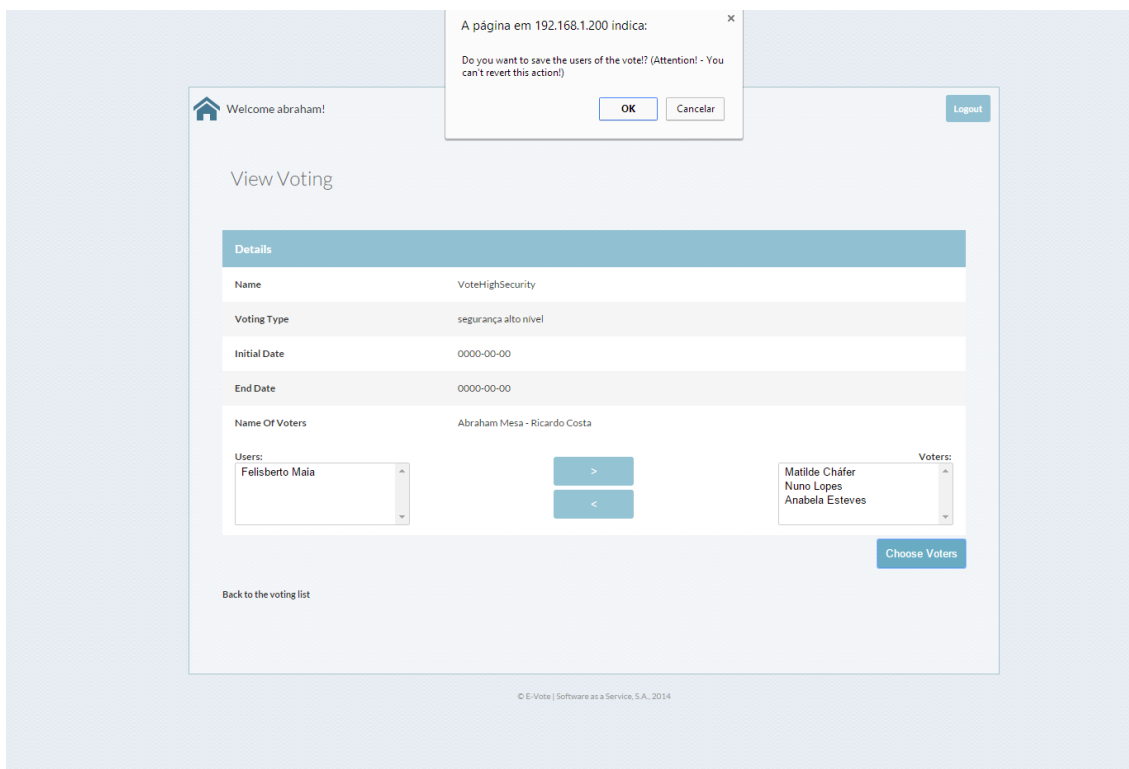 A página em 192.168.1.200 indica:
Do you want to save the users of the vote!? (Attention! - You
can't revert this action!)
OK Cancelar
Welcome abraham!
Logout
View Voting
Details
Name VoteHighSecurity
Voting Type segurança alto nível
Initial Date 0000-00-00
End Date 0000-00-00
Name Of Voters Abraham Mesa - Ricardo Costa
Users: Voters:
Felisberto Maia > Matilde Cháfer
Nuno Lopes
< Anabela Esteves
Choose Voters
Back to the voting list
© E-Vote | Software as a Service, S.A., 2014